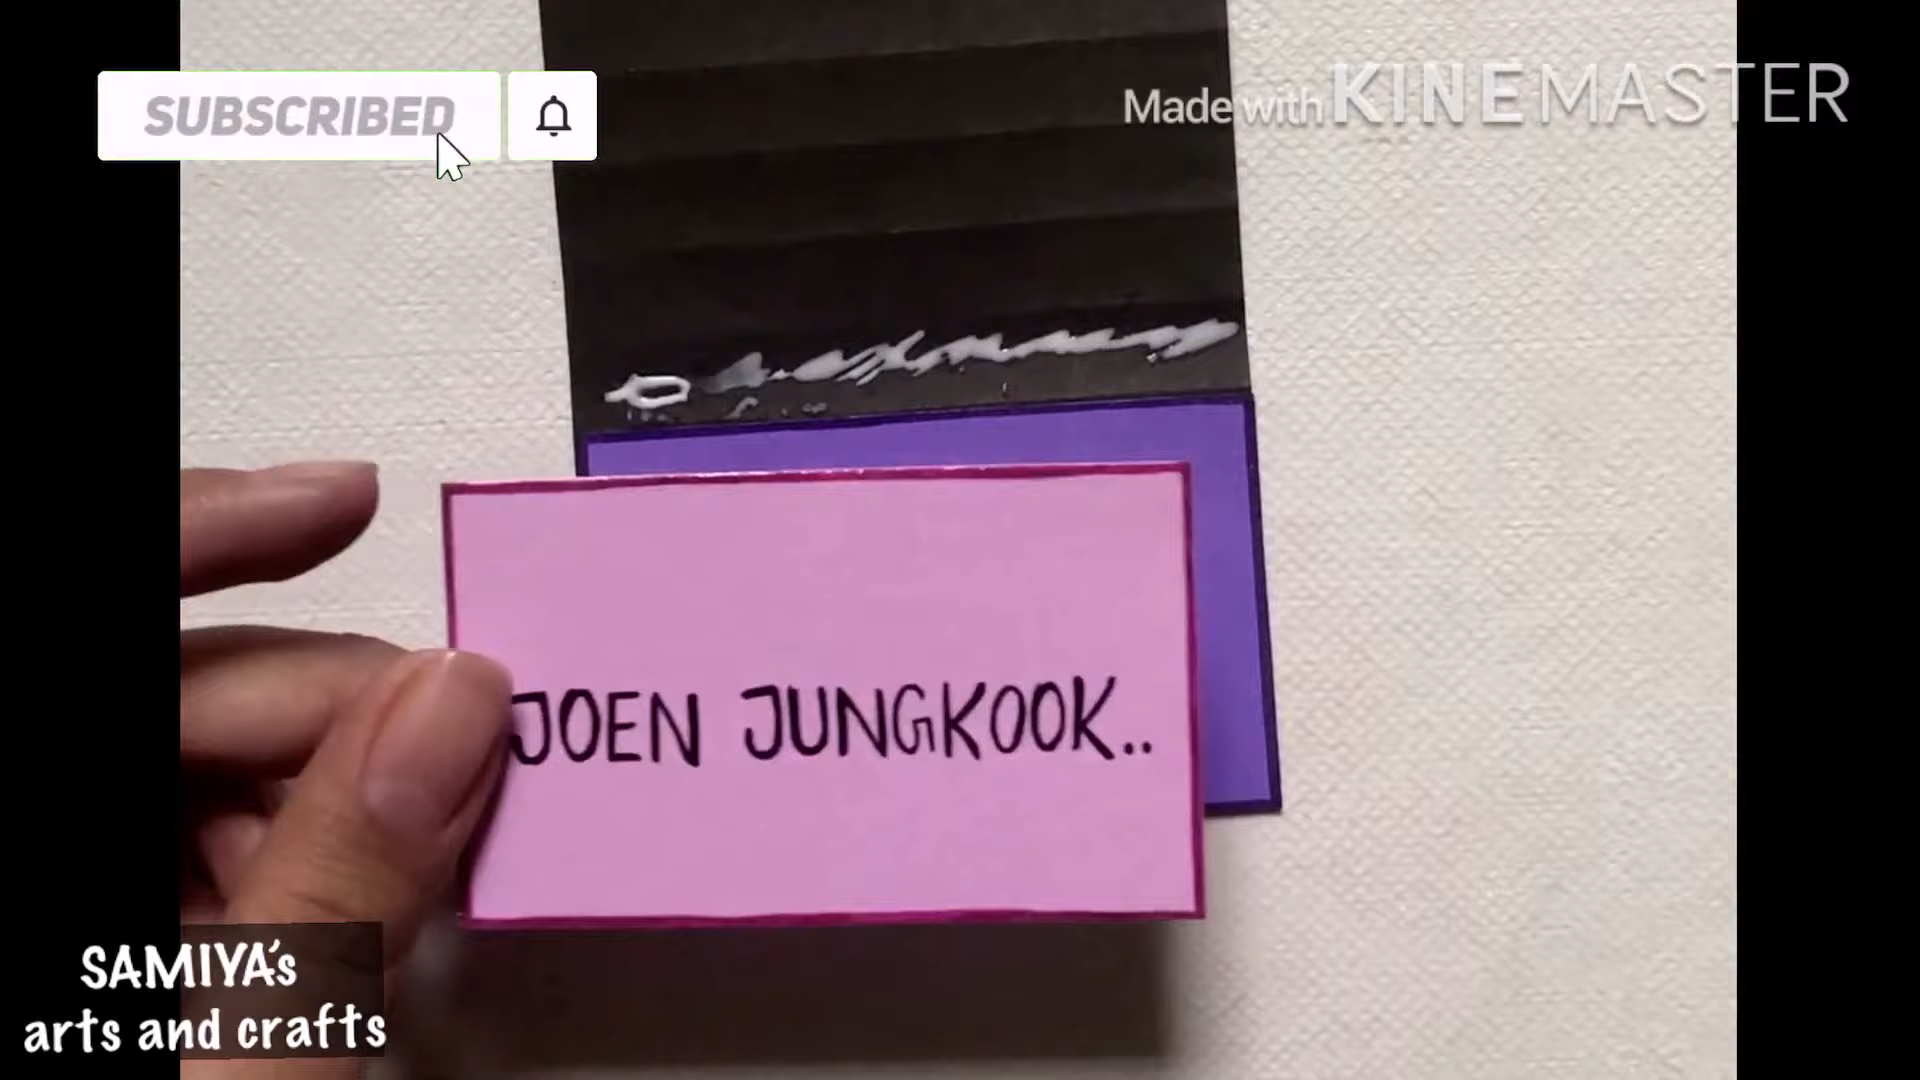 SUBSCRIBED
Made with KINEMASTER
JOEN JUNGKOOK..
SAMIYA's
arts and crafts